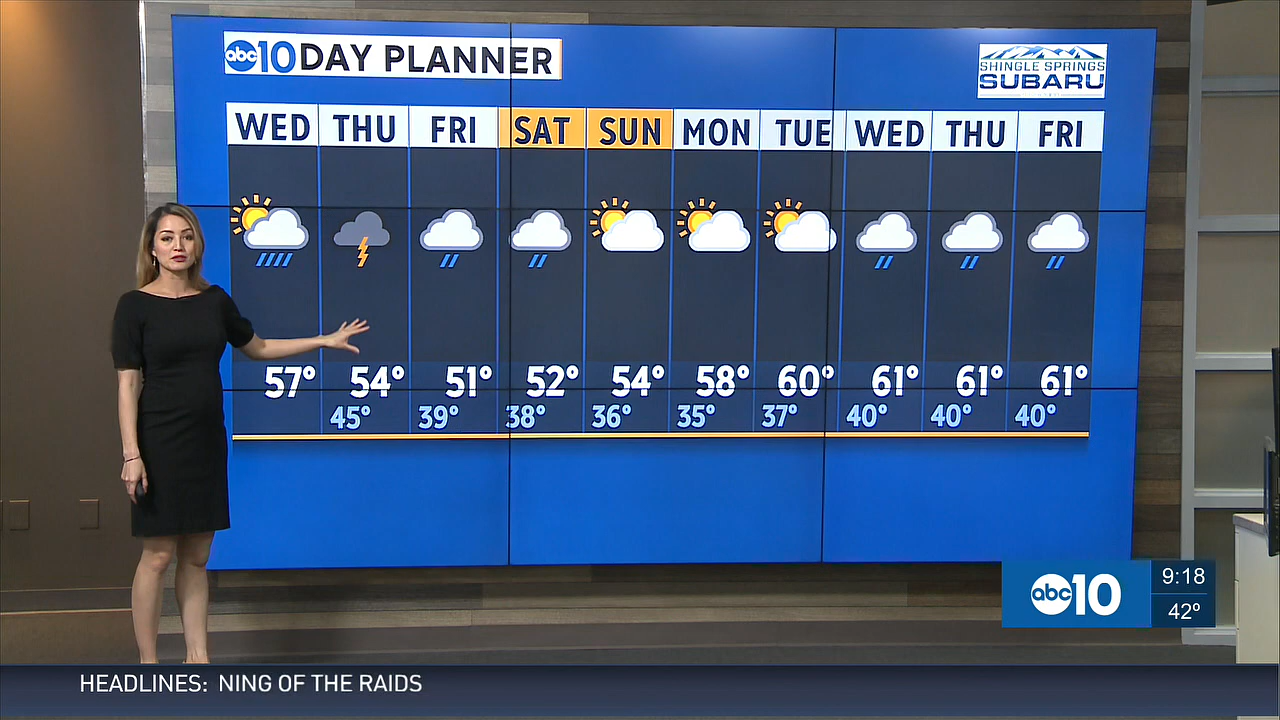 abc10 DAY PLANNER
SHINGLE SPRINGS
SUBARU
WED THU FRI SAT SUN MON TUE WED THU FRI
57° 54° 51° 52° 54° 58° 60° 61° 61° 61°
45° 39° 38° 36° 35° 37° 40° 40° 40°
abc10 9:18
42°
HEADLINES: NING OF THE RAIDS